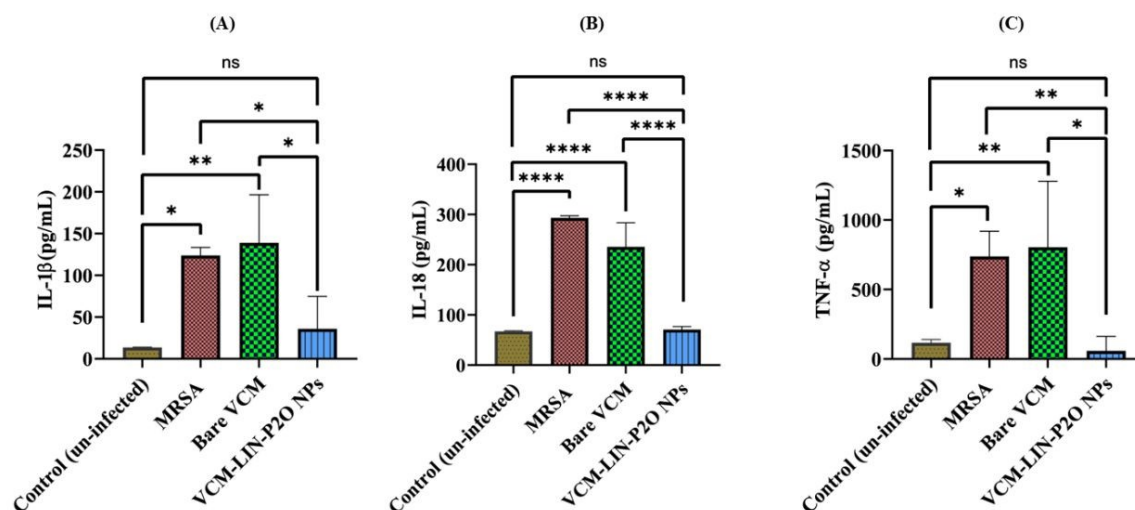 (A)
ns
*
** *
*
250
200
150
100
50
0
IL-1β (pg/mL)
Control (un-infected)
MRSA
Bare VCM
VCM-LIN-P2O NPs
(B)
ns
****
**** ****
****
400
300
200
100
0
IL-18 (pg/mL)
Control (un-infected)
MRSA
Bare VCM
VCM-LIN-P2O NPs
(C)
ns
**
** *
*
1500
1000
500
0
TNF-α (pg/mL)
Control (un-infected)
MRSA
Bare VCM
VCM-LIN-P2O NPs